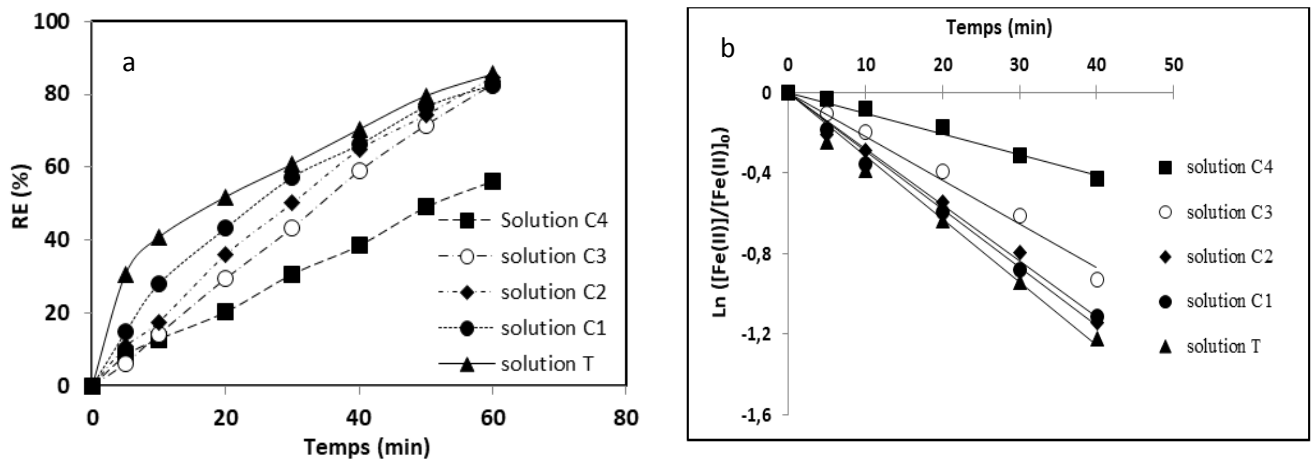 a
RE (%)
100
80
60
40
20
0
0 20 40 60 80
Temps (min)
Solution C4
solution C3
solution C2
solution C1
solution T
b
Temps (min)
0 10 20 30 40 50
Ln ([Fe(II)]/[Fe(II)]₀)
0
-0,4
-0,8
-1,2
-1,6
solution C4
solution C3
solution C2
solution C1
solution T